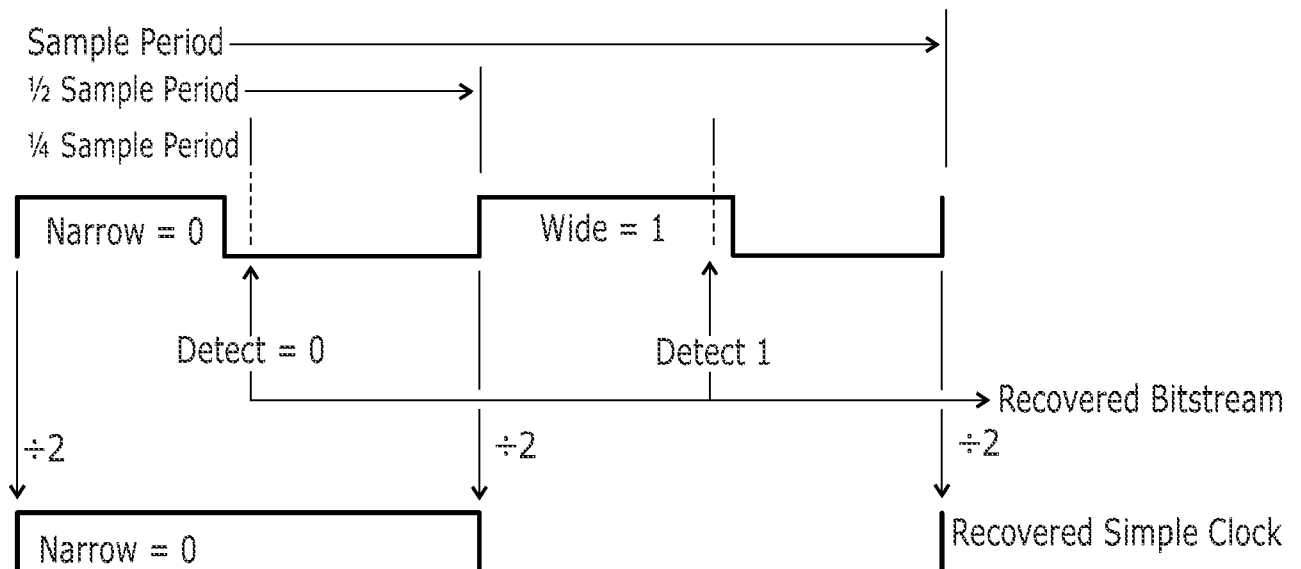 Sample Period
½ Sample Period
¼ Sample Period
Narrow = 0
Wide = 1
Detect = 0
Detect 1
Recovered Bitstream
÷2
÷2
÷2
Recovered Simple Clock
Narrow = 0